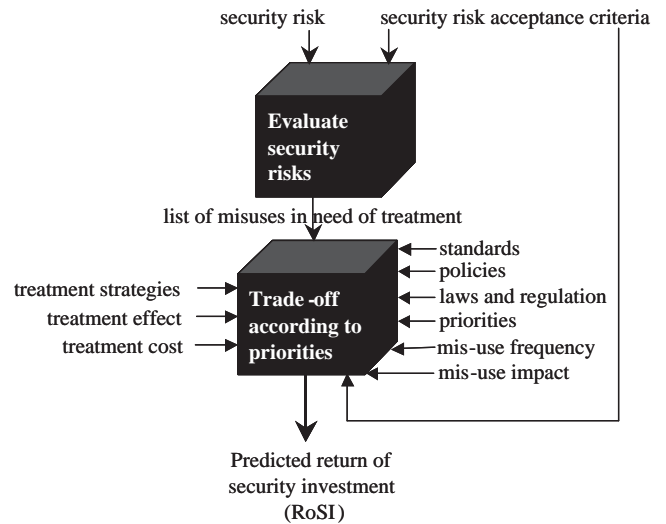 security risk
security risk acceptance criteria
Evaluate
security
risks
list of misuses in need of treatment
treatment strategies
treatment effect
treatment cost
Trade-off
according to
priorities
standards
policies
laws and regulation
priorities
mis-use frequency
mis-use impact
Predicted return of
security investment
(RoSI)